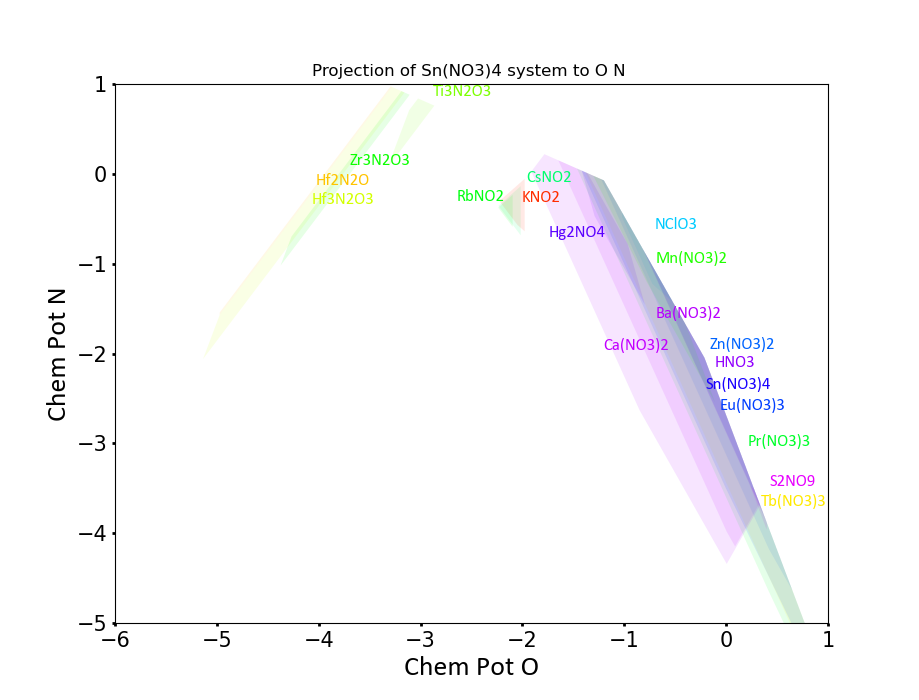 Projection of Sn(NO3)4 system to O N
1
Ti3N2O3
Zr3N2O3
0
CsNO2
Hf2N2O
RbNO2
KNO2
Hf3N2O3
NClO3
Hg2NO4
−1
Mn(NO3)2
Chem Pot N
Ba(NO3)2
−2
Ca(NO3)2
Zn(NO3)2
HNO3
Sn(NO3)4
Eu(NO3)3
−3
Pr(NO3)3
S2NO9
Tb(NO3)3
−4
−5
−6 −5 −4 −3 −2 −1 0 1
Chem Pot O